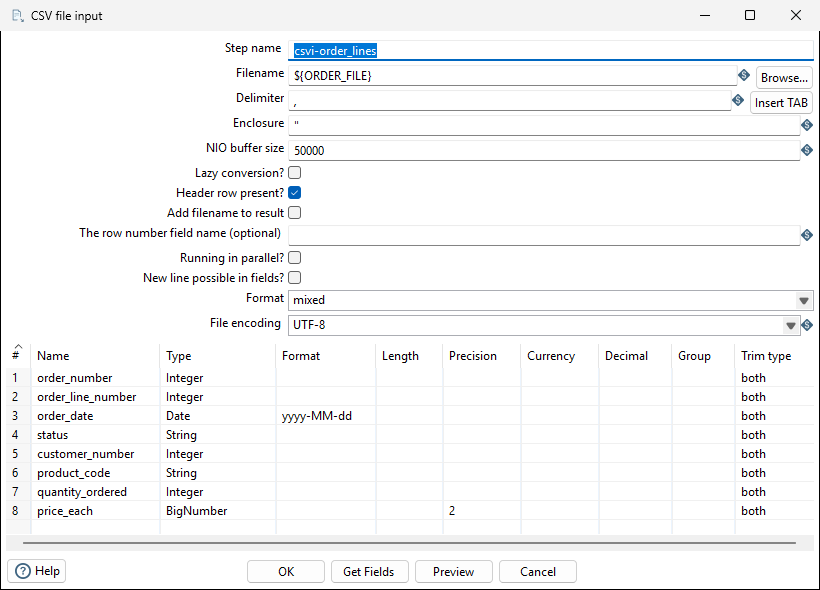 CSV file input
Step name csvi-order_lines
Filename ${ORDER_FILE} Browse...
Delimiter , Insert TAB
Enclosure "
NIO buffer size 50000
Lazy conversion?
Header row present?
Add filename to result
The row number field name (optional)
Running in parallel?
New line possible in fields?
Format mixed
File encoding UTF-8
# Name Type Format Length Precision Currency Decimal Group Trim type
1 order_number Integer both
2 order_line_number Integer both
3 order_date Date yyyy-MM-dd both
4 status String both
5 customer_number Integer both
6 product_code String both
7 quantity_ordered Integer both
8 price_each BigNumber 2 both
? Help OK Get Fields Preview Cancel